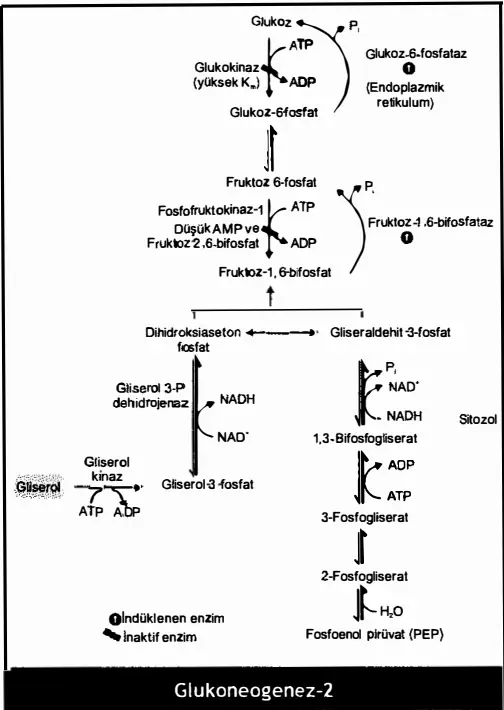 Glukoz
Pi
ATP
Glukokinaz
(yüksek Km)
ADP
Glukoz-6-fosfataz
(Endoplazmik
retikulum)
Glukoz-6fosfat
Fruktoz 6-fosfat
Pi
Fosfofruktokinaz-1
ATP
Düşük AMP ve
Fruktoz 2.6-bifosfat
ADP
Fruktoz-1.6-bifosfataz
Fruktoz-1, 6-bifosfat
Dihidroksiaseton
fosfat
Gliseraldehit-3-fosfat
Pi
NAD+
NADH
Gliserol 3-P
dehidrojenaz
NADH
NAD+
Sitozol
1,3-Bifosfogliserat
ADP
ATP
Gliserol
kinaz
Gliserol
Gliserol-3-fosfat
ATP ADP
3-Fosfogliserat
2-Fosfogliserat
H2O
Fosfoenol pirüvat (PEP)
İndüklenen enzim
İnaktif enzim
Glukoneogenez-2